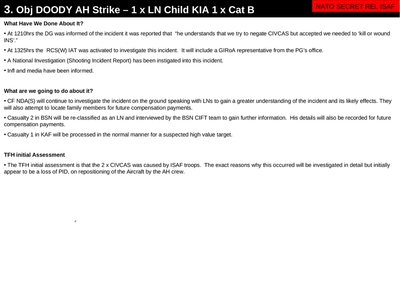 3. Obj DOODY AH Strike – 1 x LN Child KIA 1 x Cat B
NATO SECRET REL ISAF
What Have We Done About It?
• At 1210hrs the DG was informed of the incident it was reported that "he understands that we try to negate CIVCAS but accepted we needed to 'kill or wound
INS'."
• At 1325hrs the RCS(W) IAT was activated to investigate this incident. It will include a GIRoA representative from the PG's office.
• A National Investigation (Shooting Incident Report) has been instigated into this incident.
• Infl and media have been informed.
What are we going to do about it?
• CF NDA(S) will continue to investigate the incident on the ground speaking with LNs to gain a greater understanding of the incident and its likely effects. They
will also attempt to locate family members for future compensation payments.
• Casualty 2 in BSN will be re-classified as an LN and interviewed by the BSN CIFT team to gain further information. His details will also be recorded for future
compensation payments.
• Casualty 1 in KAF will be processed in the normal manner for a suspected high value target.
TFH initial Assessment
• The TFH initial assessment is that the 2 x CIVCAS was caused by ISAF troops. The exact reasons why this occurred will be investigated in detail but initially
appear to be a loss of PID, on repositioning of the Aircraft by the AH crew.